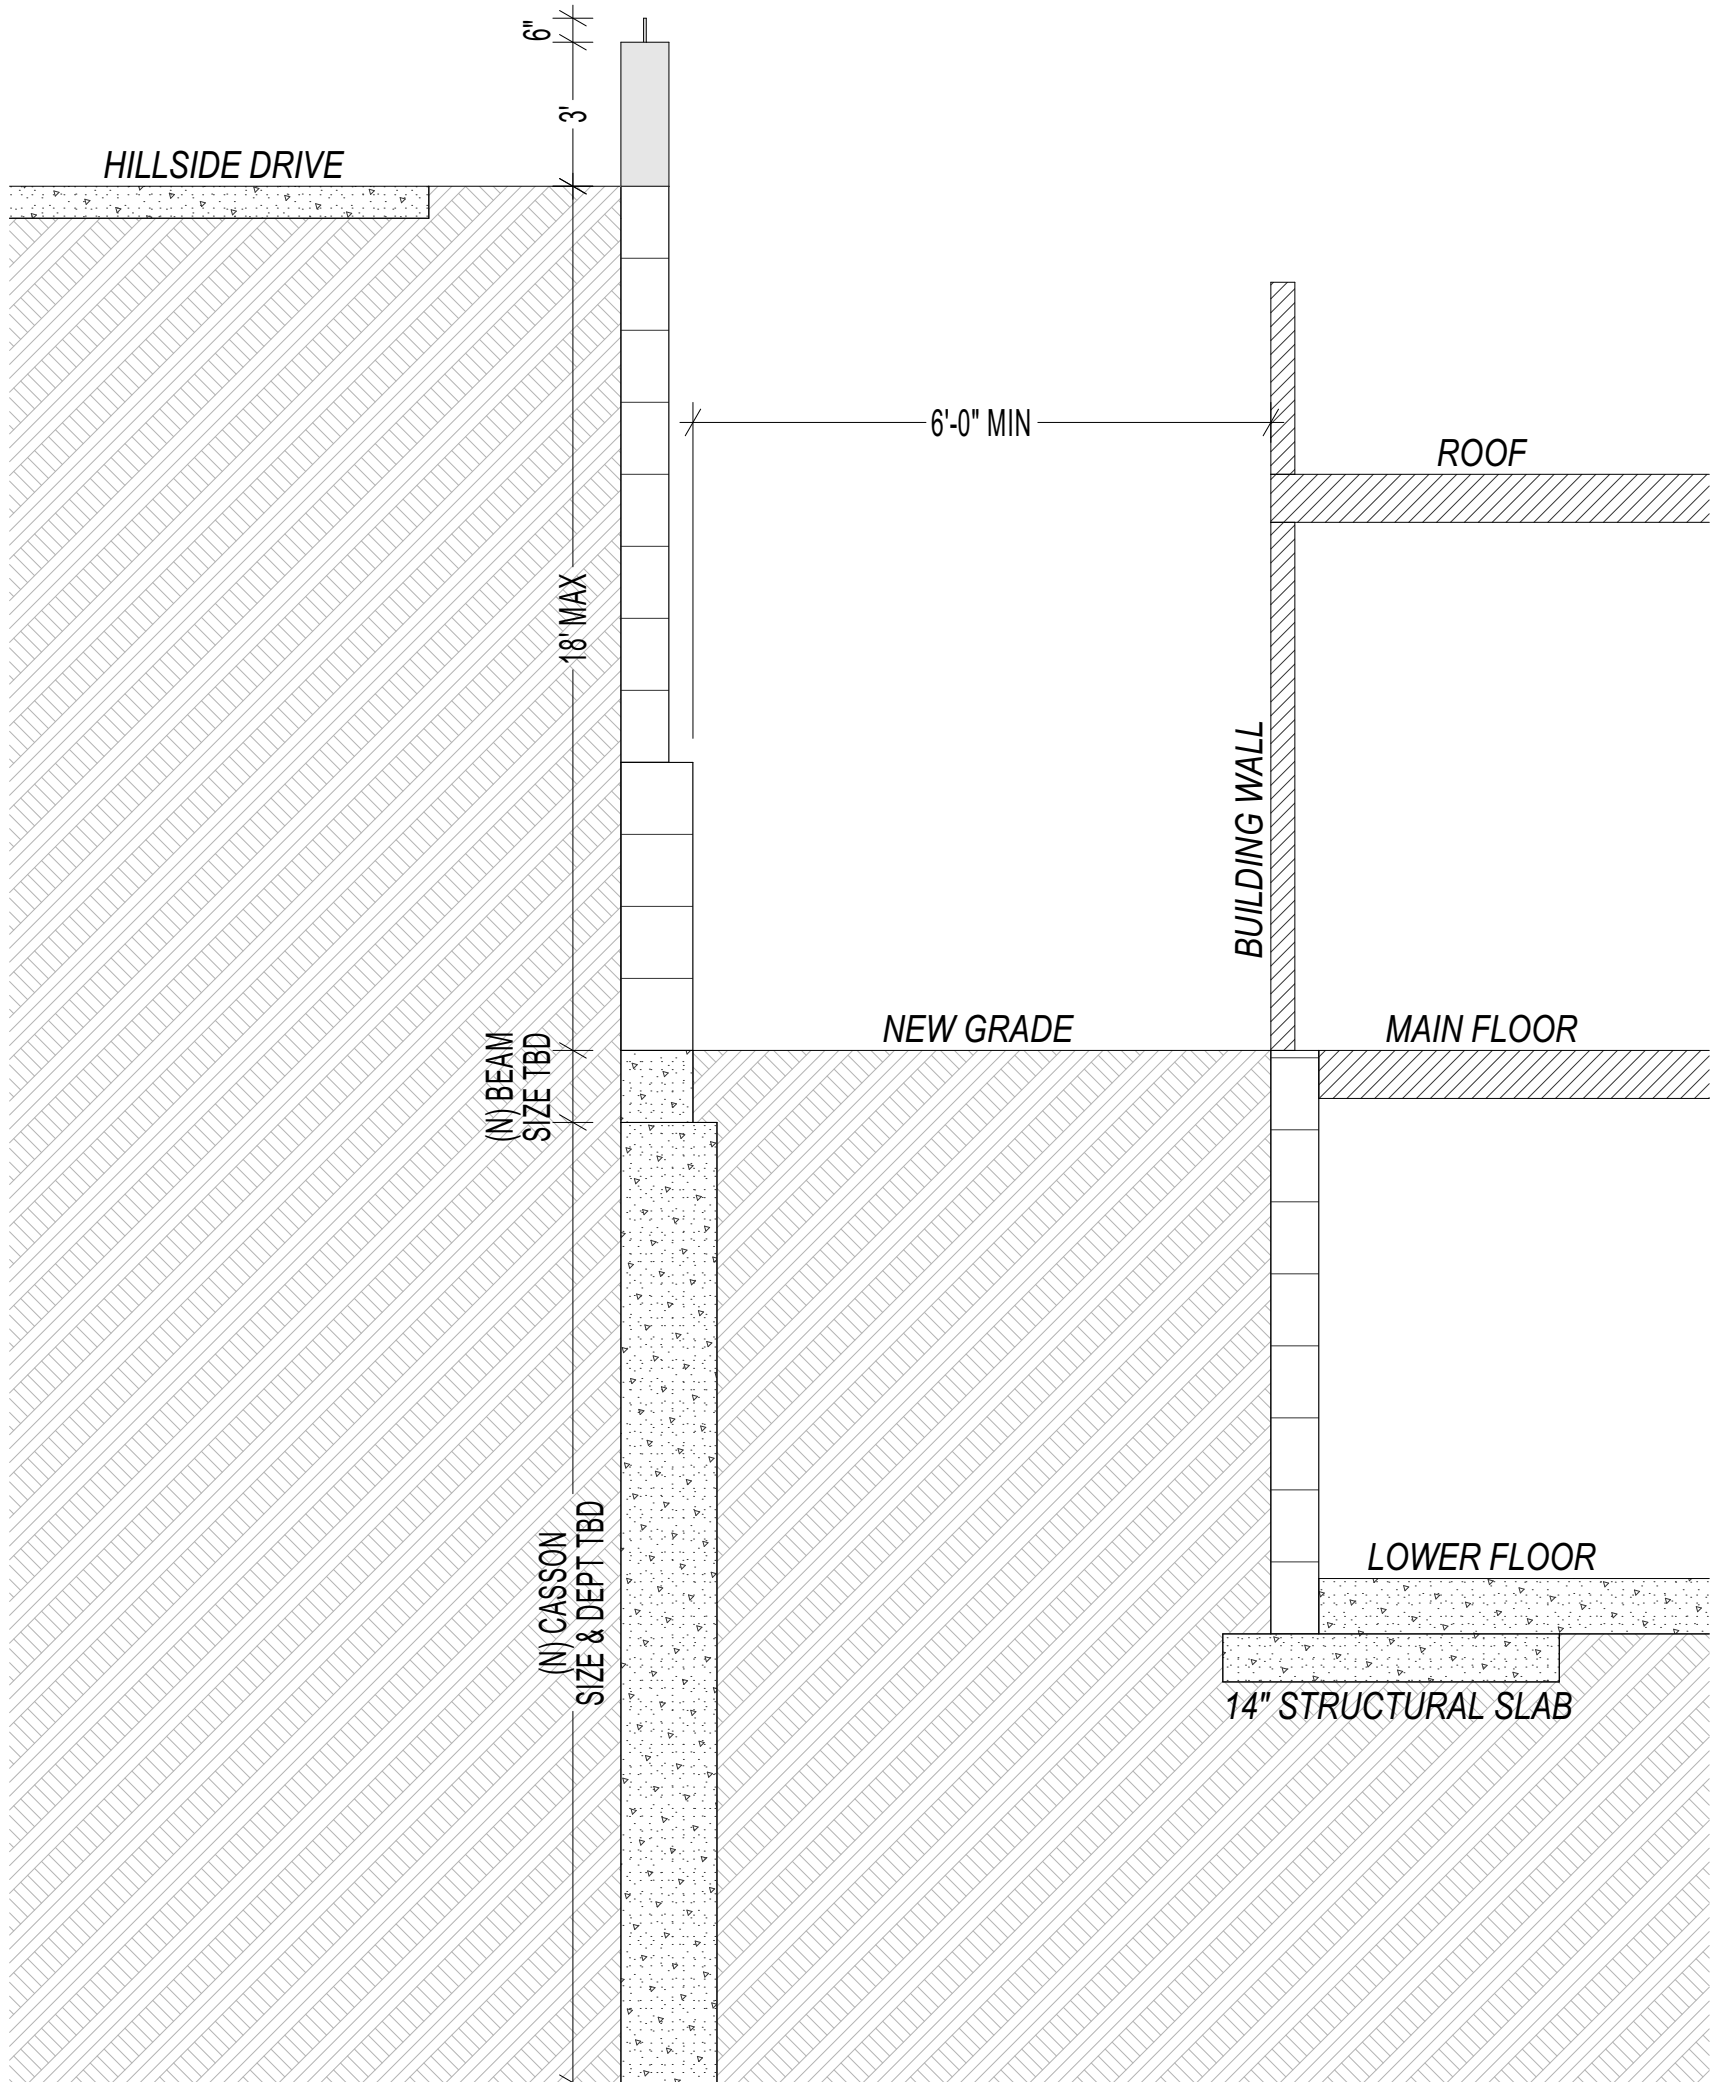 6"
3'
HILLSIDE DRIVE
6'-0" MIN
ROOF
18' MAX
BUILDING WALL
NEW GRADE
MAIN FLOOR
(N) BEAM
SIZE TBD
LOWER FLOOR
(N) CASSON
SIZE & DEPT TBD
14" STRUCTURAL SLAB